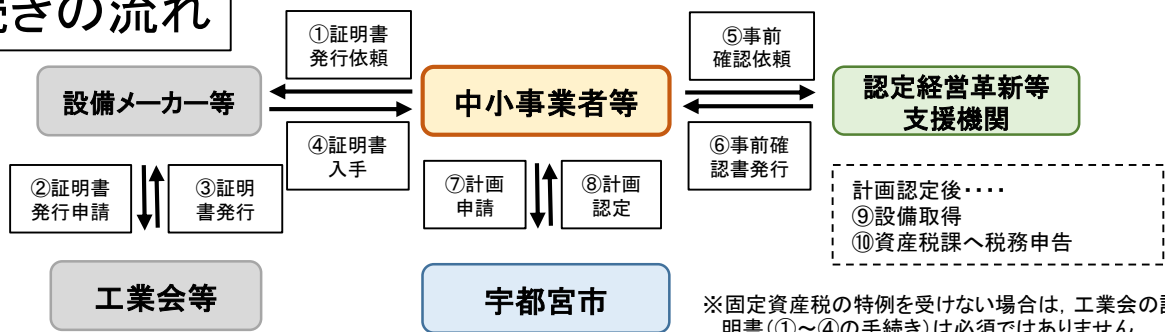 きの流れ
①証明書
発行依頼
⑤事前
確認依頼
設備メーカー等
中小事業者等
認定経営革新等
支援機関
④証明書
入手
⑥事前確
認書発行
②証明書
発行申請
③証明
書発行
⑦計画
申請
⑧計画
認定
計画認定後・・・・
⑨設備取得
⑩資産税課へ税務申告
工業会等
宇都宮市
※固定資産税の特例を受けない場合は，工業会の
明書（①～④の手続き）は必須ではありません